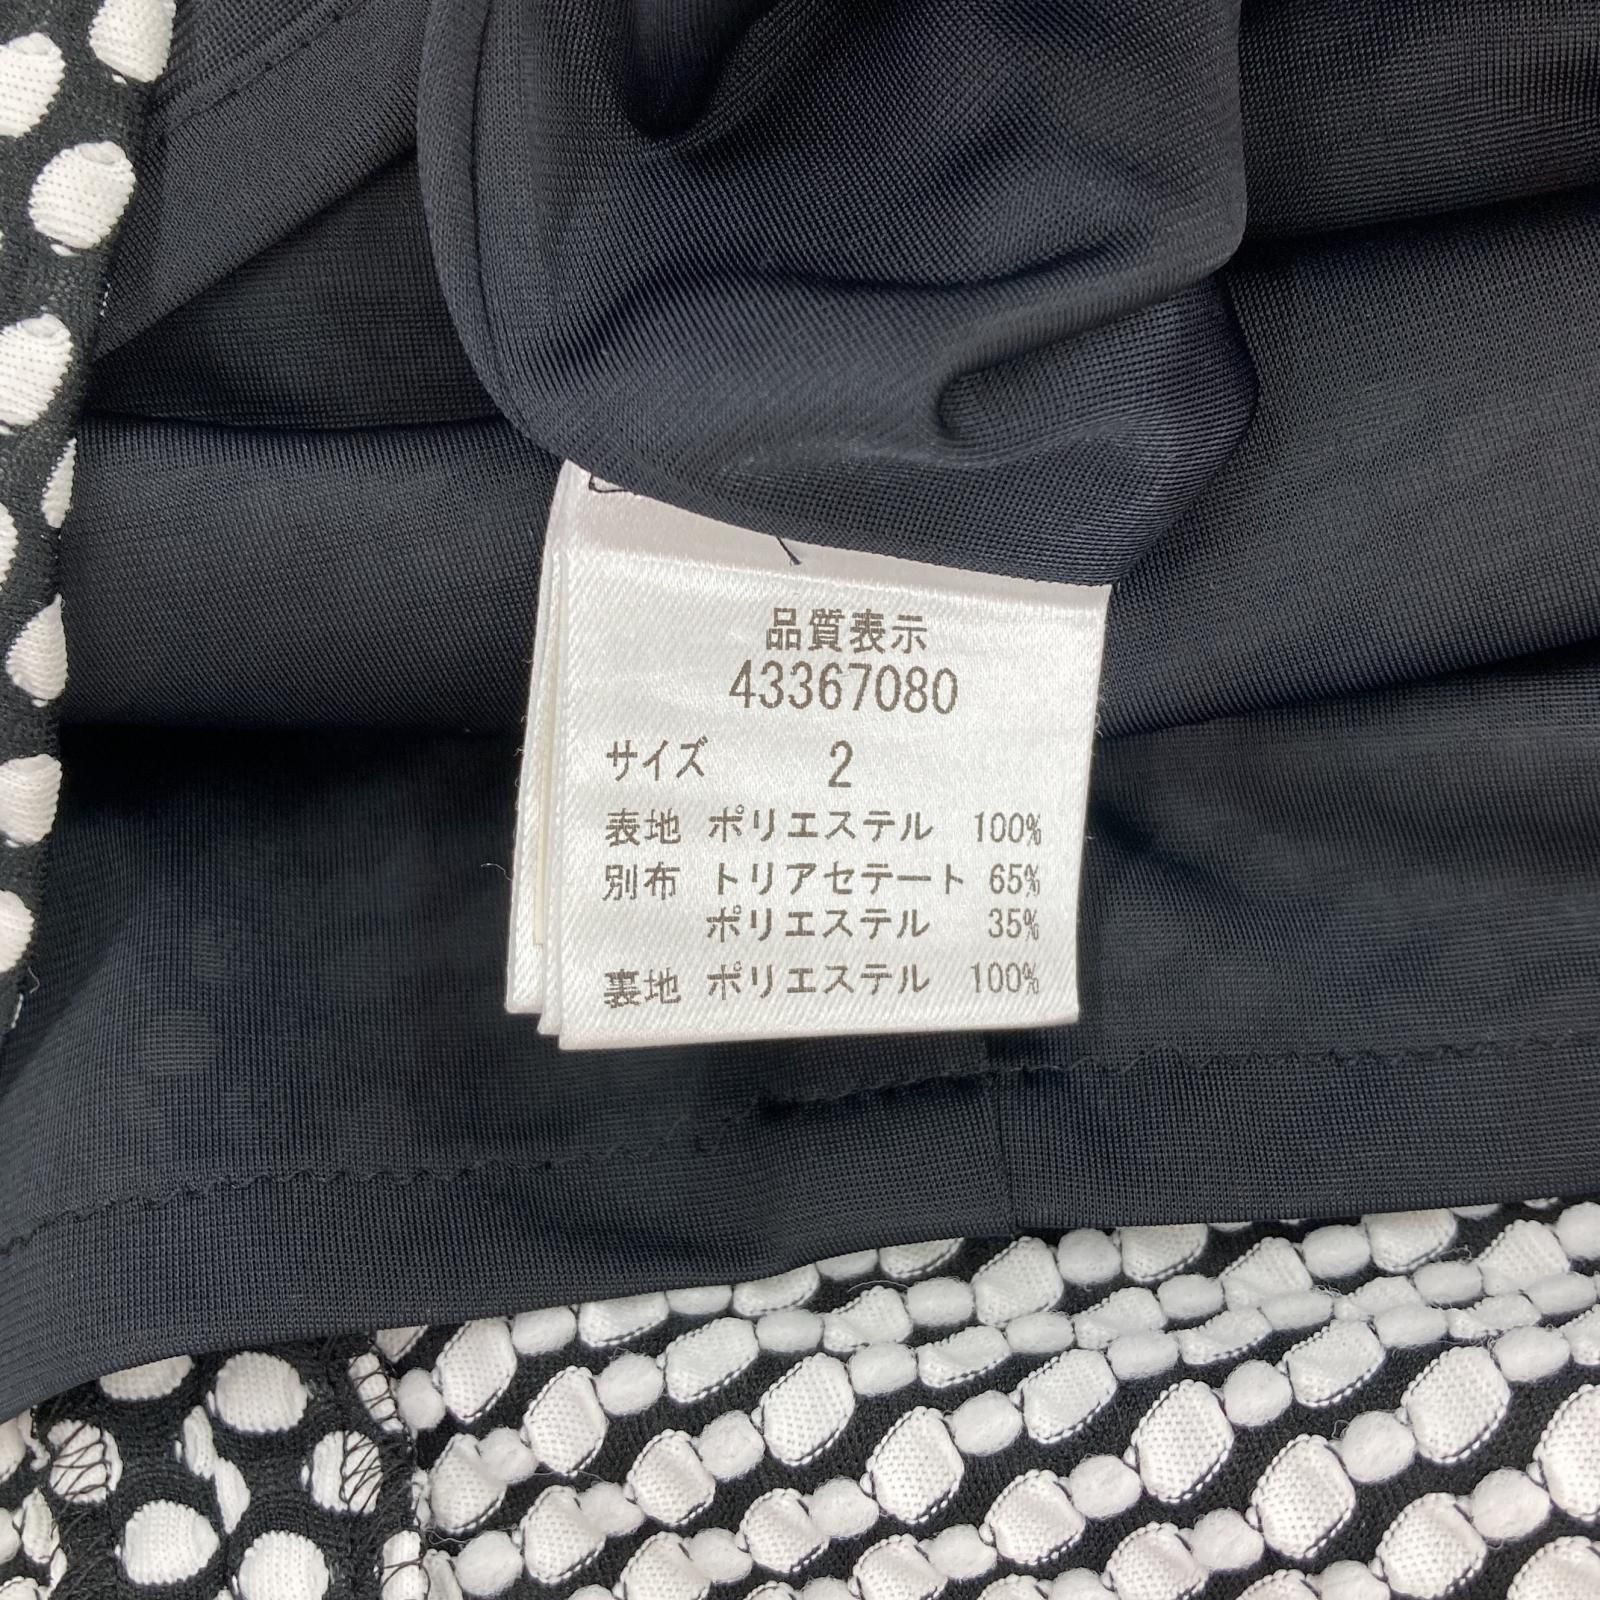 品質表示
43367080
サイズ 2
表地 ポリエステル 100%
別布 トリアセテート 65%
ポリエステル 35%
裏地 ポリエステル 100%